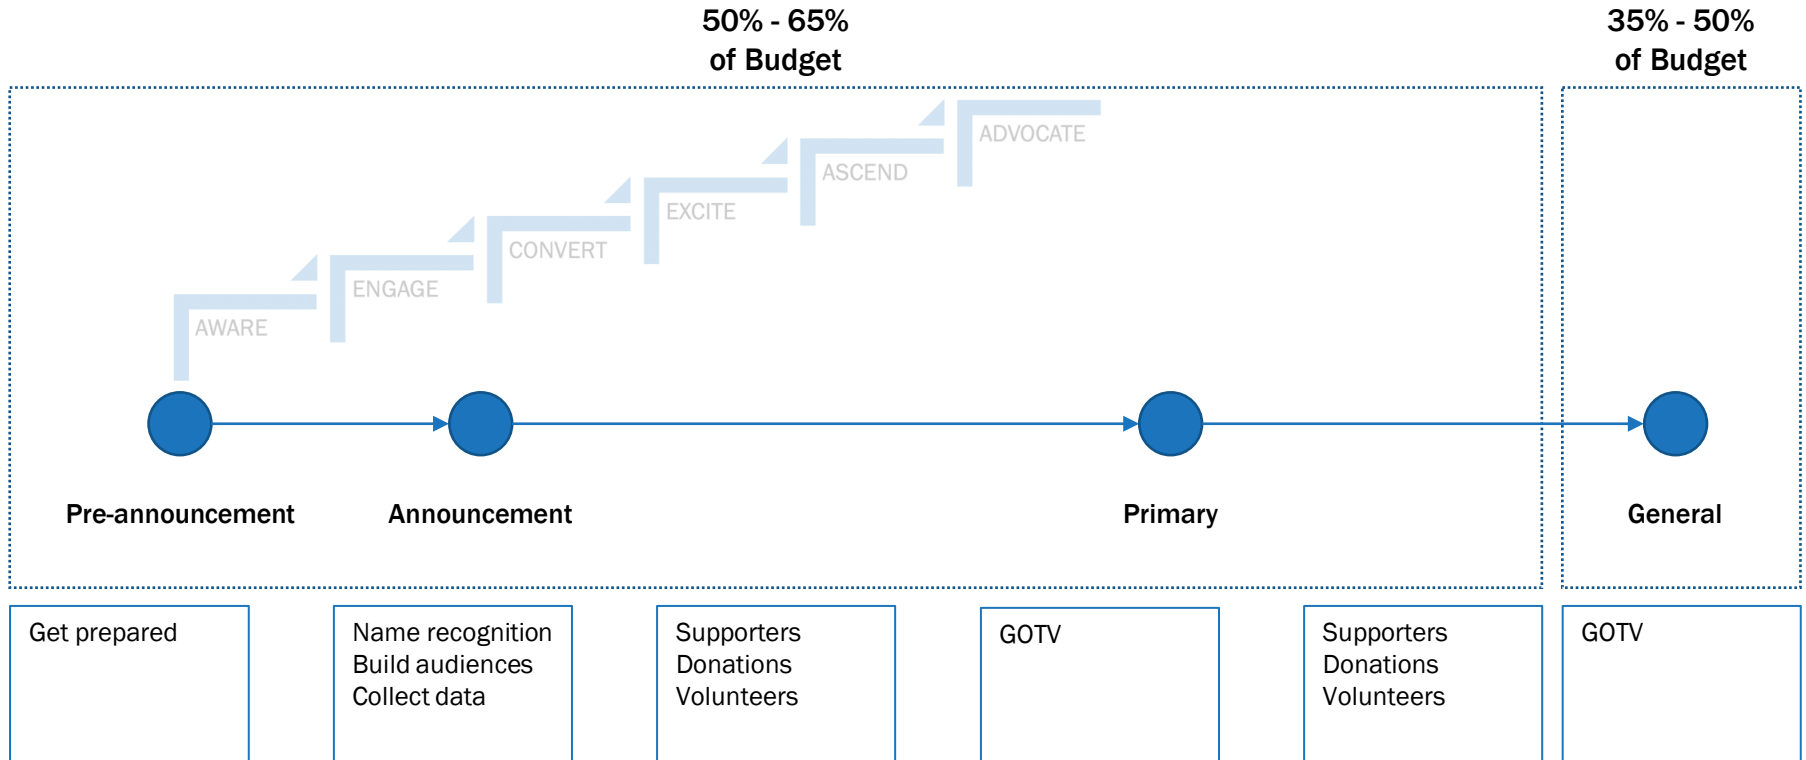 50% - 65%
of Budget
35% - 50%
of Budget
ADVOCATE
ASCEND
EXCITE
CONVERT
ENGAGE
AWARE
Pre-announcement
Announcement
Primary
General
Get prepared
Name recognition
Build audiences
Collect data
Supporters
Donations
Volunteers
GOTV
Supporters
Donations
Volunteers
GOTV